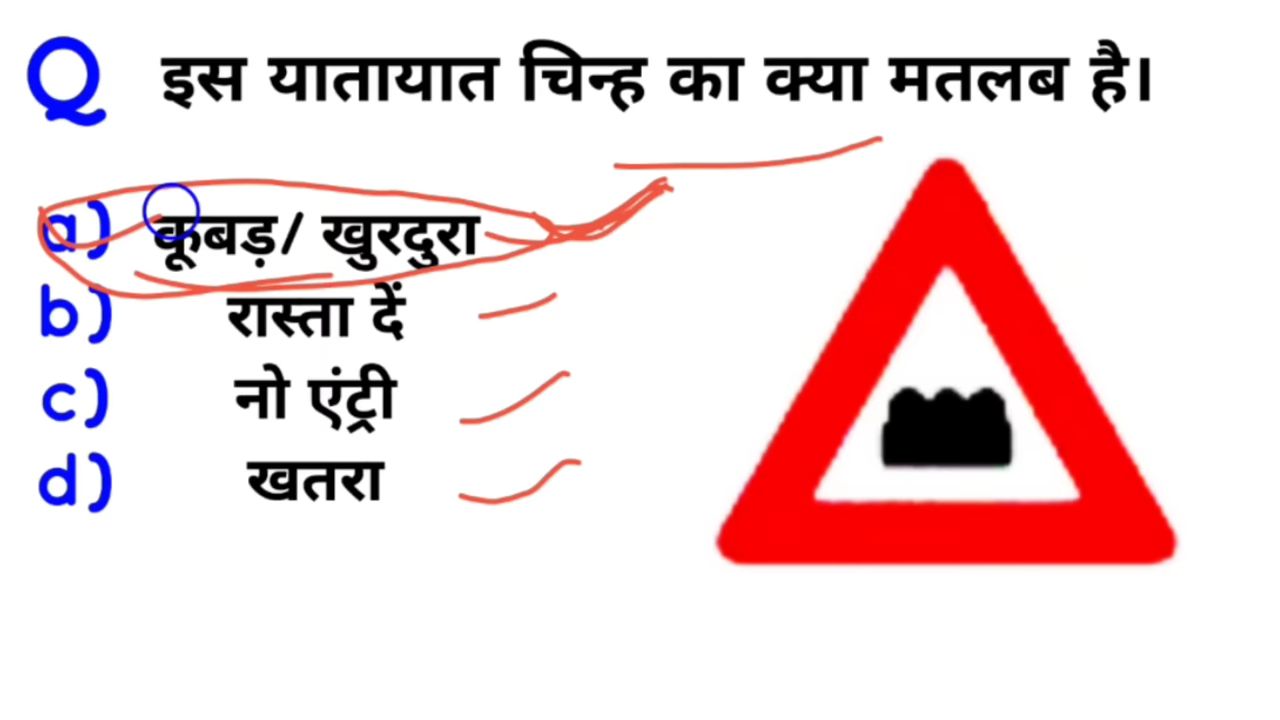 Q इस यातायात चिन्ह का क्या मतलब है।
a) कूबड़/ खुरदुरा
b) रास्ता दें
c) नो एंट्री
d) खतरा